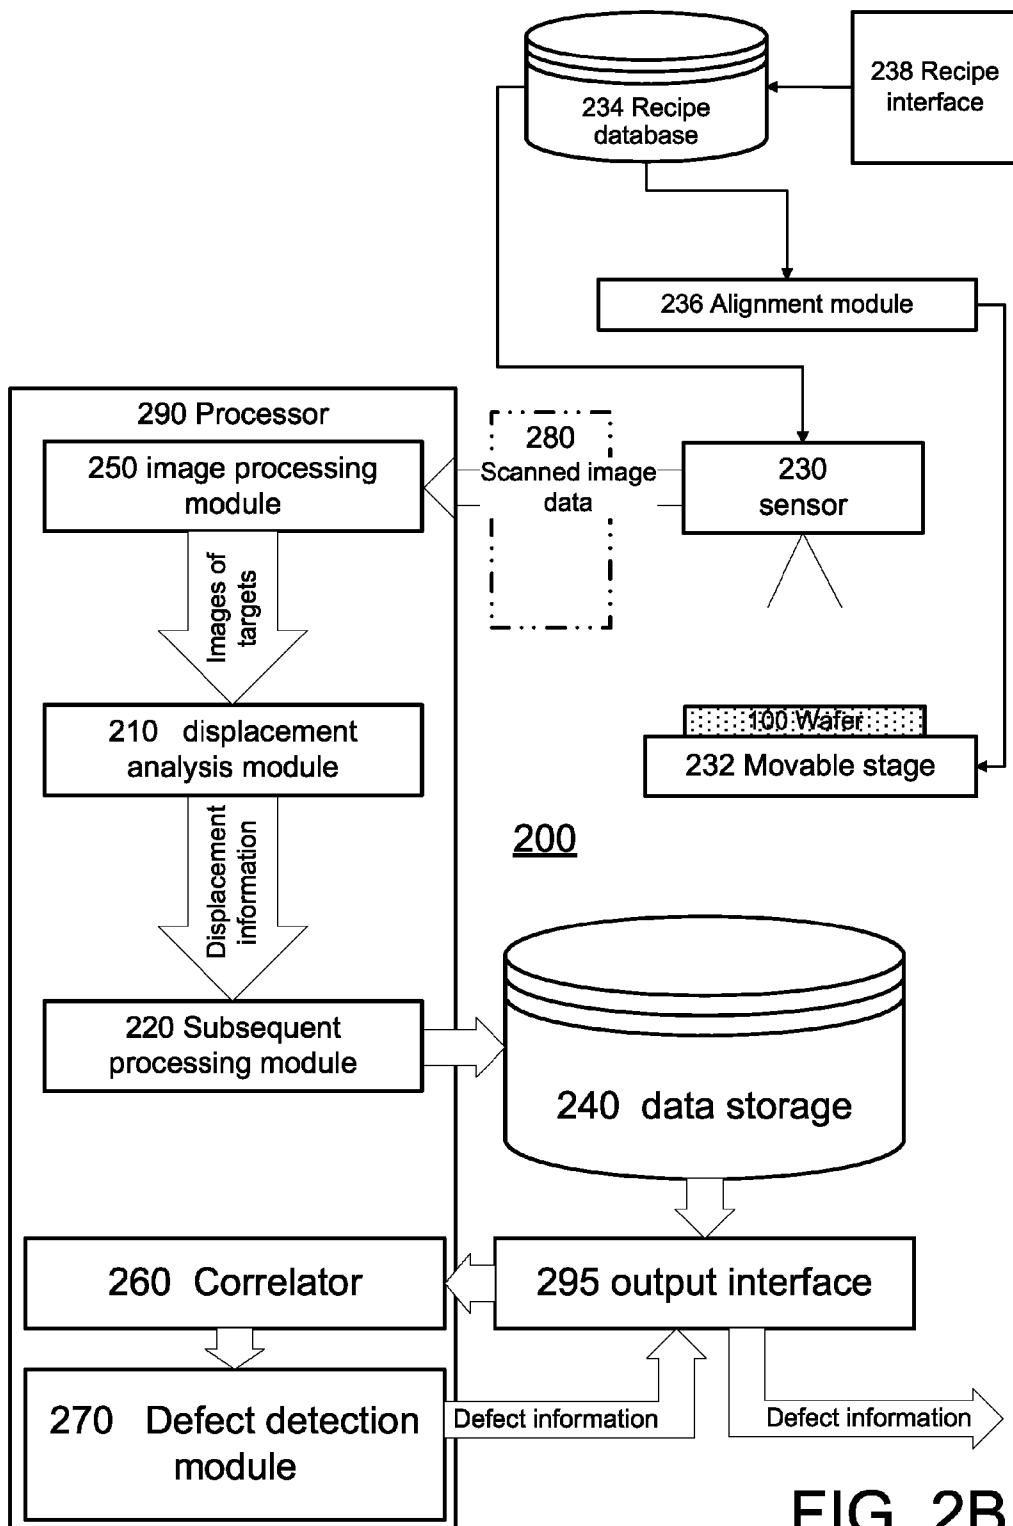 238 Recipe
interface
234 Recipe
database
236 Alignment module
290 Processor
250 image processing
module
280
Scanned image
data
230
sensor
Images of
targets
210 displacement
analysis module
100 Wafer
232 Movable stage
200
Displacement
information
220 Subsequent
processing module
240 data storage
260 Correlator
295 output interface
270 Defect detection
module
Defect information
Defect information
FIG. 2B